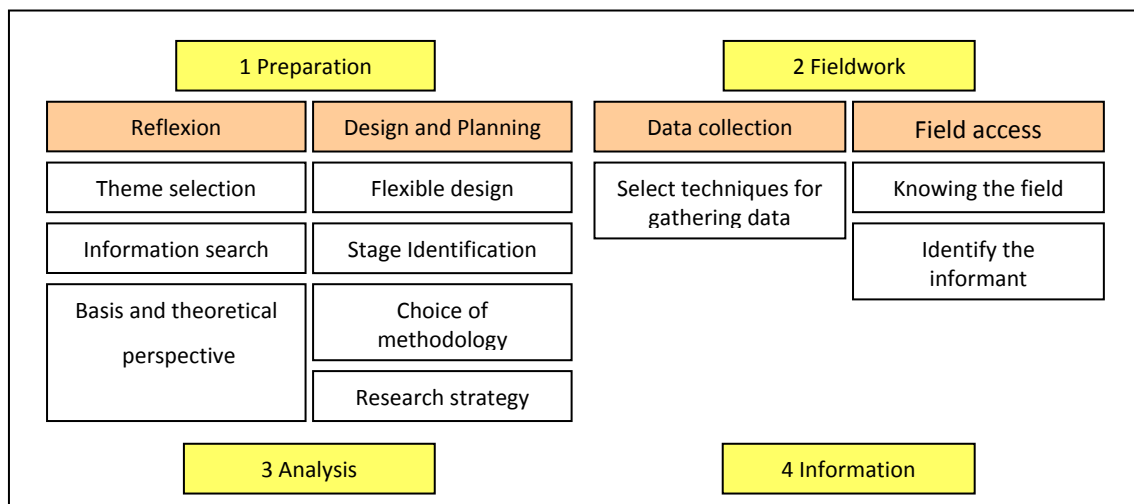 1 Preparation
2 Fieldwork
Reflexion
Design and Planning
Data collection
Field access
Theme selection
Flexible design
Select techniques for
gathering data
Knowing the field
Information search
Stage Identification
Identify the
informant
Basis and theoretical
perspective
Choice of
methodology
Research strategy
3 Analysis
4 Information